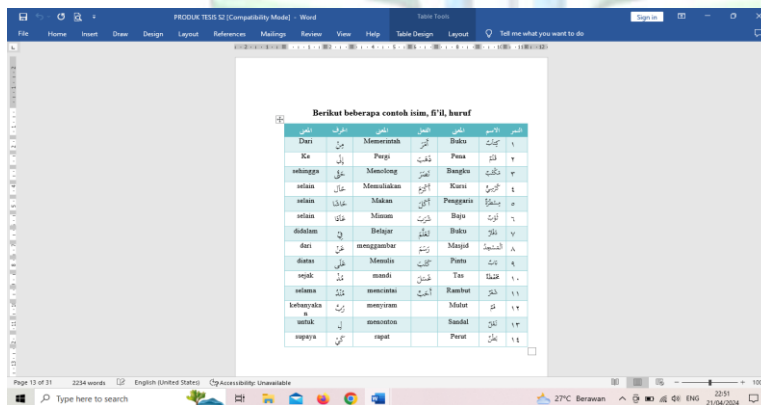 PRODUK TESIS S2 [Compatibility Mode] - Word
Table Tools
Sign in
File Home Insert Draw Design Layout References Mailings Review View Help Table Design Layout Tell me what you want to do
Berikut beberapa contoh isim, fi'il, huruf
المعنى الحرف المعنى الفعل المعنى الاسم النمر
Dari مِنْ Memerintah Buku ١
Ke إِلَى Pergi ذَهَبَ Pena قَلَمٌ ٢
sehingga حَتَّى Menolong نَصَرَ Bangku مَكْتَبٌ ٣
selain Memuliakan أَكْرَمَ Kursi كُرْسِيٌّ ٤
selain حَاشَا Makan أَكَلَ Penggaris مِسْطَرَةٌ ٥
selain Minum شَرِبَ Baju ثَوْبٌ ٦
didalam فِيْ Belajar تَعَلَّمَ Buku دَفْتَرٌ ٧
dari عَنْ menggambar رَسَمَ Masjid الْمَسْجِدُ ٨
diatas عَلَى Menulis كَتَبَ Pintu بَابٌ ٩
sejak مُذْ mandi غَسَلَ Tas مَحْفَظَةٌ ١٠
selama مُنْذُ mencintai أَحَبَّ Rambut شَعْرٌ ١١
kebanyaka
n رُبَّ menyiram Mulut فَمٌ ١٢
untuk لِ menonton Sandal نَعْلٌ ١٣
supaya كَيْ rapat Perut بَطْنٌ ١٤
Page 13 of 31 2234 words English (United States) Accessibility: Unavailable
Type here to search 27°C Berawan ENG 22:51
21/04/2024